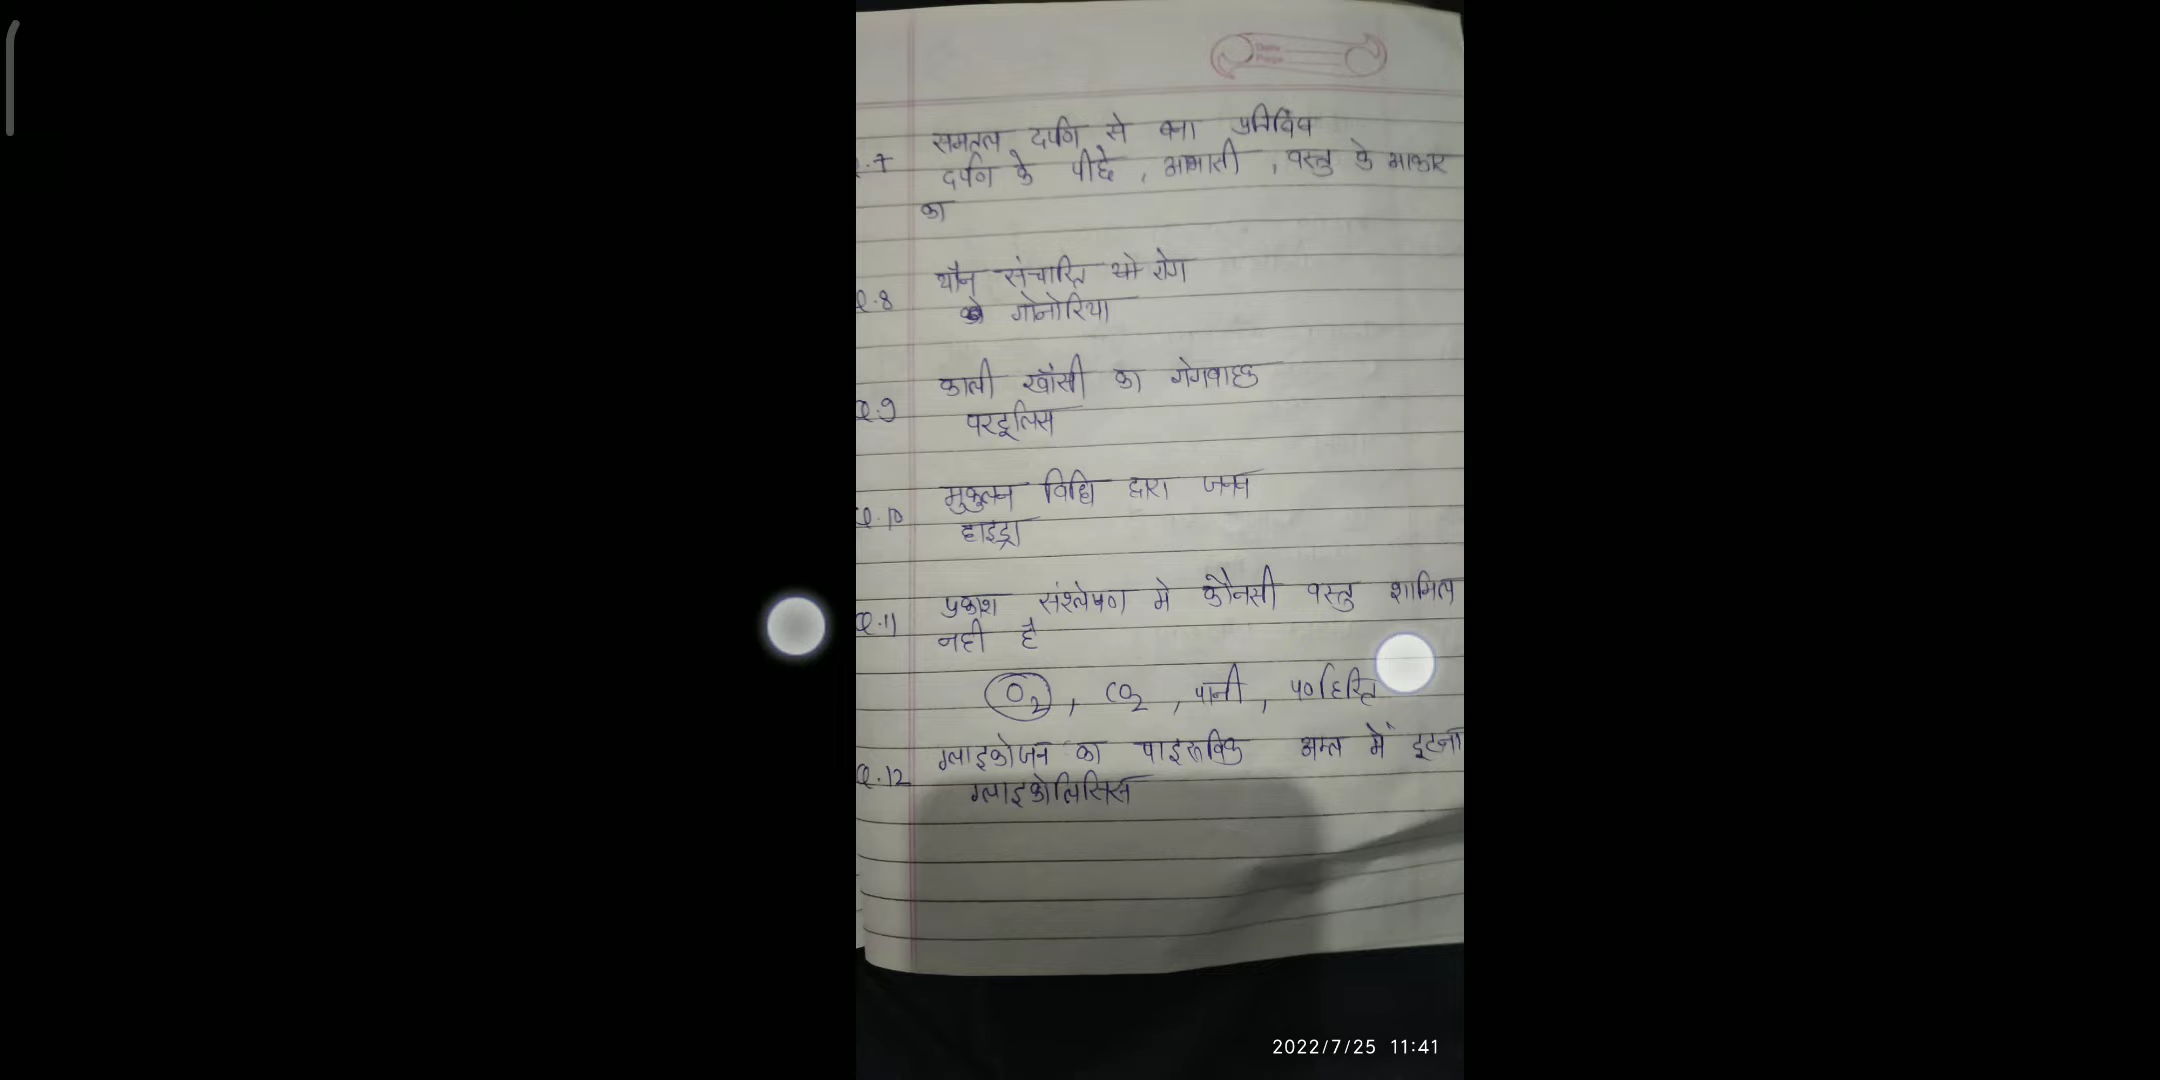 समतल दर्पण से बना प्रतिबिंब
.7 दर्पण के पीछे , आभासी , वस्तु के आकार
का
यौन संचारित रोग
Q.8 गोनोरिया
काली खाँसी का रोगवाहक
Q.9 परटूलिस
मुकुलन विधि द्वारा जनन
Q.10 हाइड्रा
प्रकाश संश्लेषण मे कौनसी वस्तु शामिल
Q.11 नही है
O2 , CO2 , पानी ,
ग्लाइकोजन का पाइरूविक अम्ल में टूटना
Q.12 ग्लाइकोलिसिस
2022/7/25 11:41